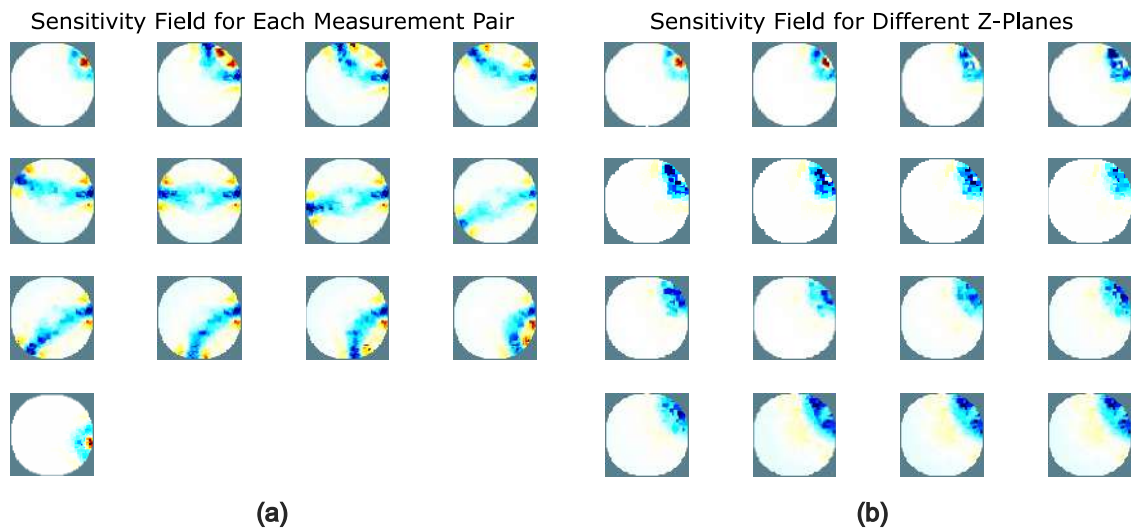 Sensitivity Field for Each Measurement Pair
Sensitivity Field for Different Z-Planes
(a)
(b)